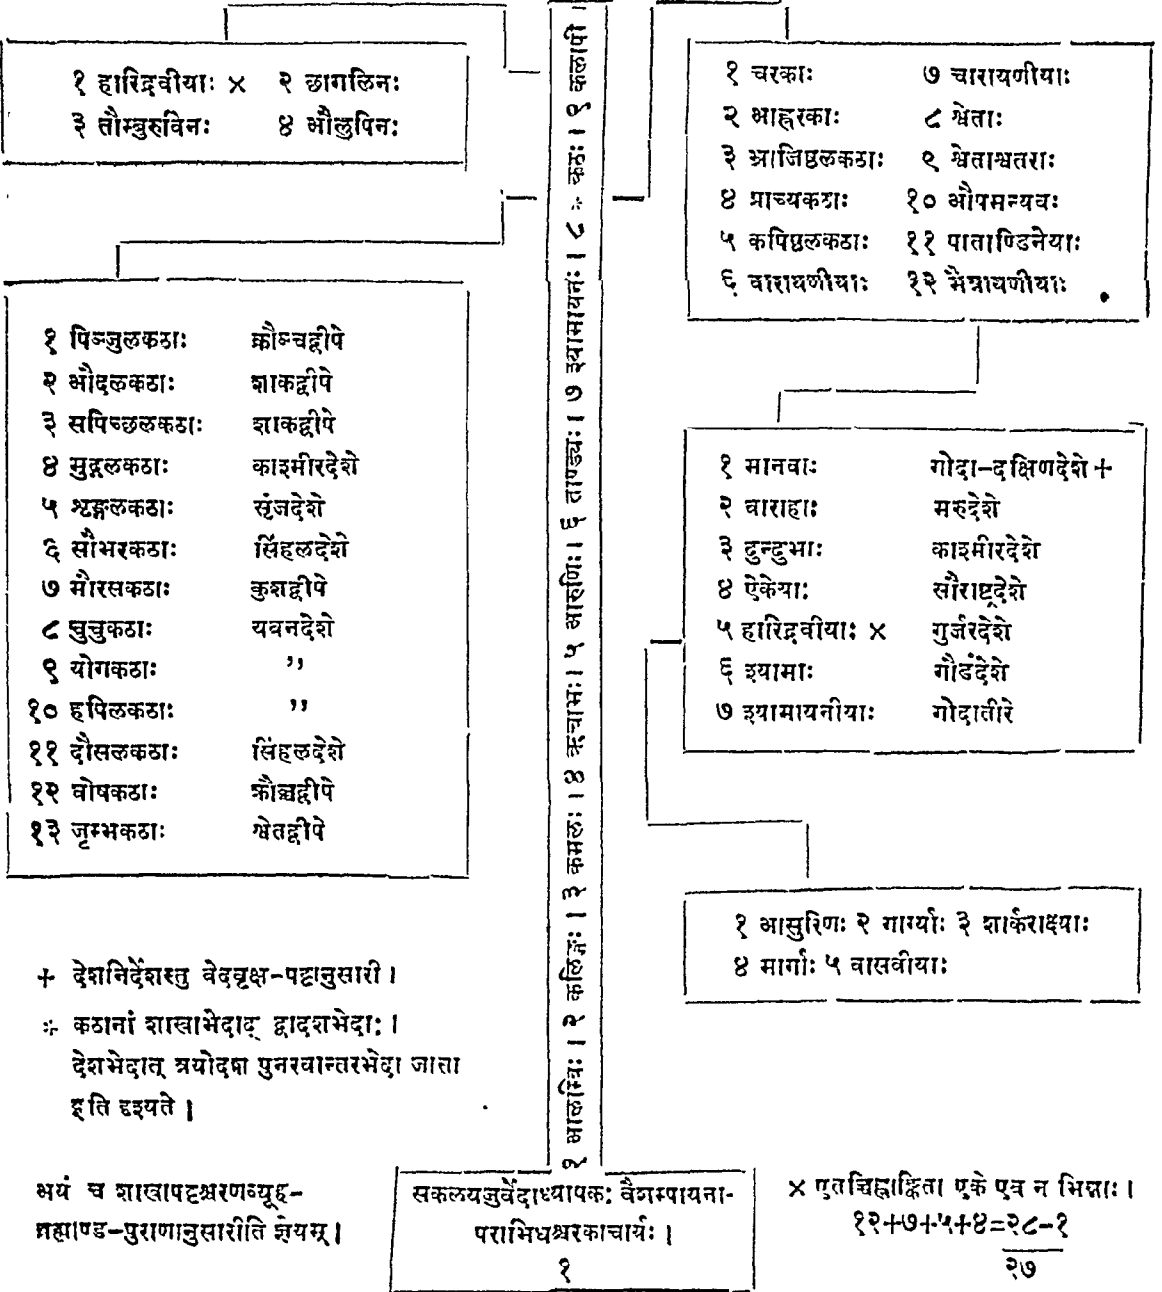 १ हारिद्रवीयाः × २ छागलिनः
३ तौम्बुरुविनः ४ औलुपिनः
१ चरकाः ७ चारायणीयाः
२ आह्वरकाः ८ श्वेताः
३ भ्राजिष्ठलकठाः ९ श्वेताश्वतराः
४ प्राच्यकठाः १० औपमन्यवः
५ कपिष्ठलकठाः ११ पाताण्डिनेयाः
६ वारायणीयाः १२ मैत्रायणीयाः
१ पिञ्जुलकठाः क्रौञ्चद्वीपे
२ औदलकठाः शाकद्वीपे
३ सपिच्छलकठाः शाकद्वीपे
४ मुद्गलकठाः काश्मीरदेशे
५ शृङ्गलकठाः सृंजदेशे
६ सौभरकठाः सिंहलदेशे
७ मौरसकठाः कुशद्वीपे
८ चुचुकठाः यवनदेशे
९ योगकठाः ,,
१० हपिलकठाः ,,
११ दौसलकठाः सिंहलदेशे
१२ घोषकठाः क्रौञ्चद्वीपे
१३ जृम्भकठाः श्वेतद्वीपे
१ मानवाः गोदा-दक्षिणदेशे +
२ वाराहाः मरुदेशे
३ दुन्दुभाः काश्मीरदेशे
४ ऐकेयाः सौराष्ट्रदेशे
५ हारिद्रवीयाः × गुर्जरदेशे
६ श्यामाः गौडंदेशे
७ श्यामायनीयाः गोदातीरे
१ आसुरिणः २ गार्ग्याः ३ शार्कराक्ष्याः
४ मार्गाः ५ वासवीयाः
१ आलम्बिः । २ कलिङ्गः । ३ कमलः । ४ ऋचाभः । ५ आरुणिः । ६ ताण्ड्यः । ७ श्यामायनः । ८ ÷ कठः । ९ कलापी ।
+ देशनिर्देशस्तु वेदवृक्ष-पट्टानुसारी ।
÷ कठानां शाखाभेदाद् द्वादशभेदाः ।
देशभेदात् त्रयोदश पुनरवान्तरभेदा जाता
इति दृश्यते ।
अयं च शाखापट्टश्चरणव्यूह-
ब्रह्माण्ड-पुराणानुसारीति ज्ञेयम् ।
सकलयजुर्वेदाध्यापकः वैशम्पायना-
पराभिधश्चरकाचार्यः ।
१
× एतच्चिह्नाङ्किता एके एव न भिन्नाः ।
१२+७+५+४=२८-१
२७